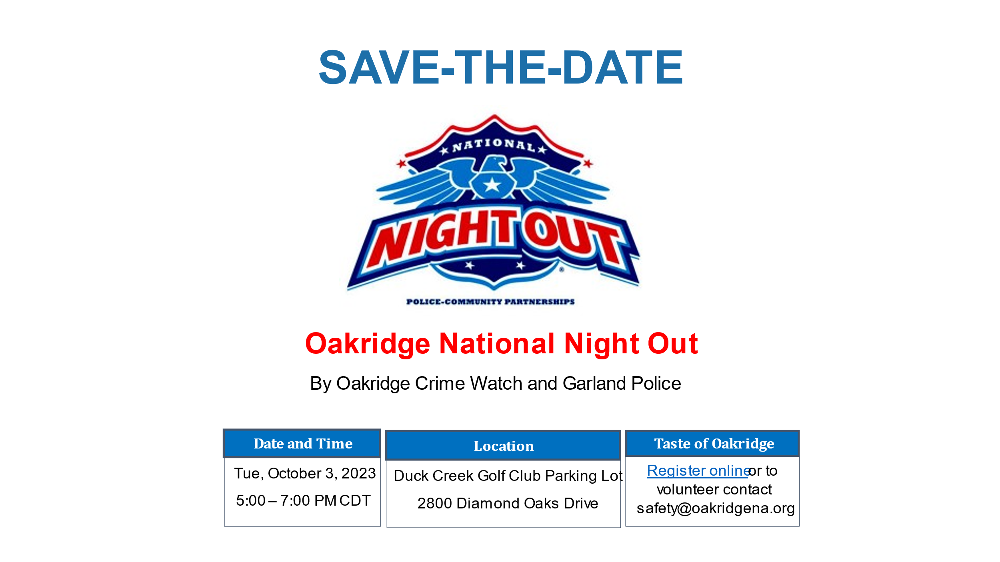 SAVE-THE-DATE
NATIONAL
NIGHT OUT
®
POLICE-COMMUNITY PARTNERSHIPS
Oakridge National Night Out
By Oakridge Crime Watch and Garland Police
Date and Time
Tue, October 3, 2023
5:00 – 7:00 PM CDT
Location
Duck Creek Golf Club Parking Lot
2800 Diamond Oaks Drive
Taste of Oakridge
Register online or to
volunteer contact
safety@oakridgena.org